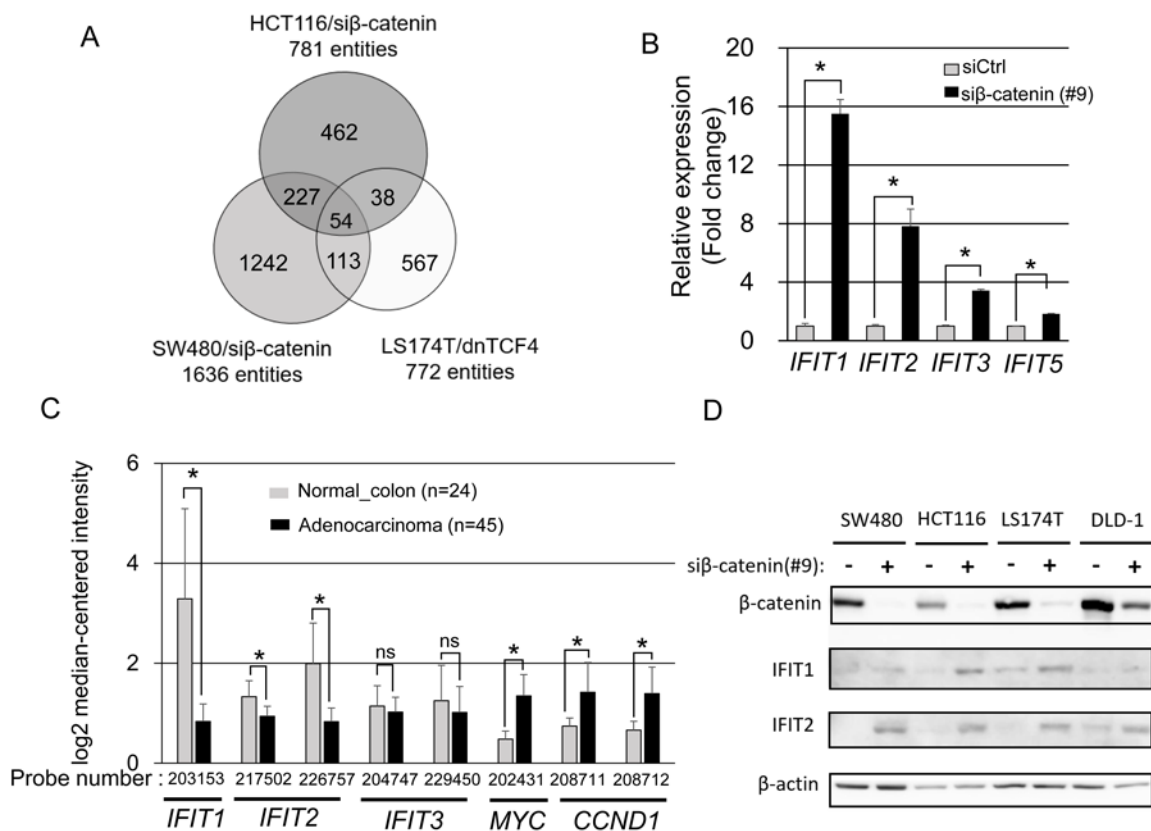 A
HCT116/siβ-catenin
781 entities
462
227
38
54
1242
113
567
SW480/siβ-catenin
1636 entities
LS174T/dnTCF4
772 entities
B
Relative expression
(Fold change)
20
16
12
8
4
0
siCtrl
siβ-catenin (#9)
*
*
*
*
IFIT1 IFIT2 IFIT3 IFIT5
C
log2 median-centered intensity
6
4
2
0
Normal_colon (n=24)
Adenocarcinoma (n=45)
* * * ns ns * * *
Probe number : 203153 217502 226757 204747 229450 202431 208711 208712
IFIT1 IFIT2 IFIT3 MYC CCND1
D
SW480 HCT116 LS174T DLD-1
siβ-catenin(#9): - + - + - + - +
β-catenin
IFIT1
IFIT2
β-actin